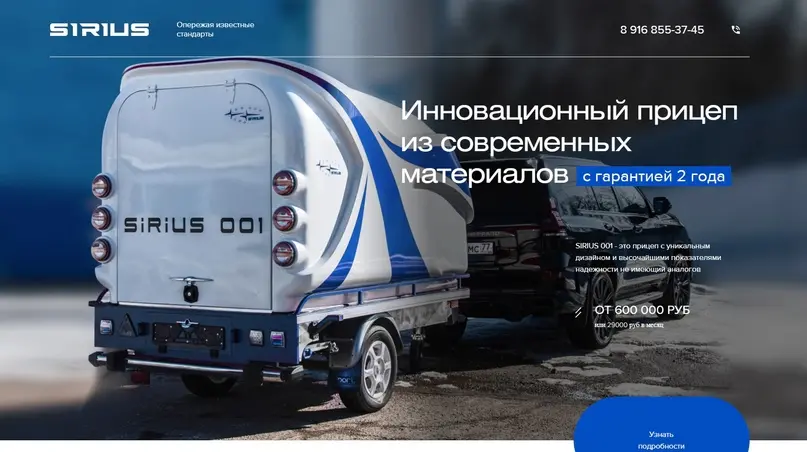 SIRIUS
Опережая известные
стандарты
8 916 855-37-45
Инновационный прицеп
из современных
материалов с гарантией 2 года
SIRIUS 001
SIRIUS 001 - это прицеп с уникальным
дизайном и высочайшими показателями
надежности не имеющий аналогов
ОТ 600 000 РУБ
или 29000 руб в месяц
Узнать
подробности